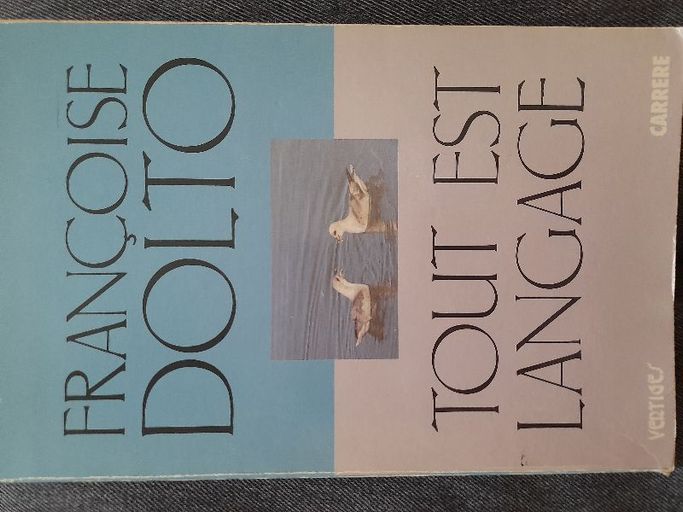 FRANÇOISE
DOLTO
TOUT EST
LANGAGE
VERTIGES
CARRERE